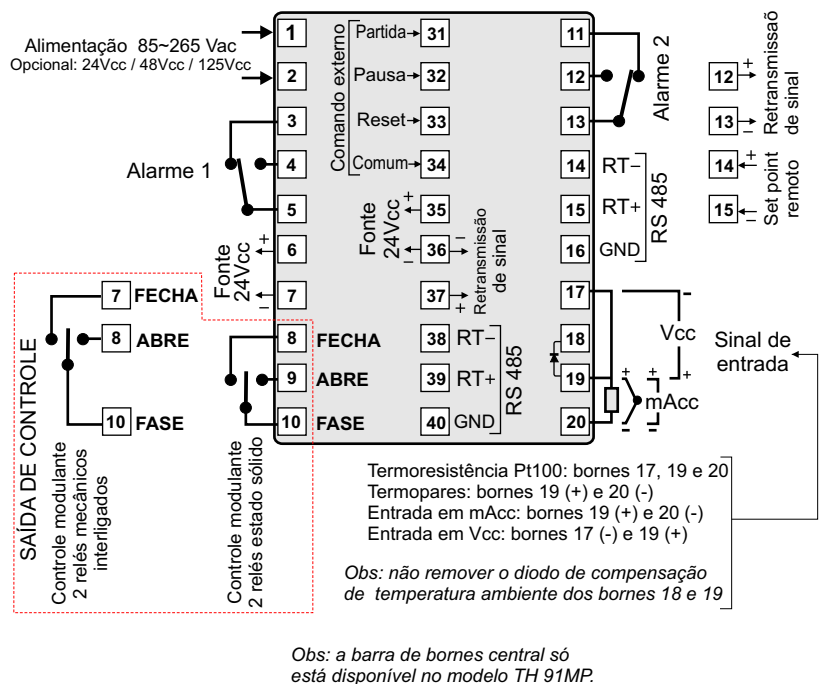 Alimentação 85~265 Vac
Opcional: 24Vcc / 48Vcc / 125Vcc
1
2
3
4
5
6
7
8
9
10
Alarme 1
Fonte
24Vcc
+
−
FECHA
ABRE
FASE
Comando externo
Partida
31
Pausa
32
Reset
33
Comum
34
Fonte
24Vcc
+
−
35
36
37
−
+
Retransmissão
de sinal
38
RT−
39
RT+
40
GND
RS 485
11
12
13
Alarme 2
14
RT−
15
RT+
16
GND
RS 485
17
18
19
20
-
Vcc
+
+
+
mAcc
-
-
Sinal de
entrada
12
+
13
−
Retransmissaõ
de sinal
14
+
15
−
Set point
remoto
SAÍDA DE CONTROLE
7
FECHA
8
ABRE
10
FASE
Controle modulante
2 relés mecânicos
interligados
Controle modulante
2 relés estado sólido
Termoresistência Pt100: bornes 17, 19 e 20
Termopares: bornes 19 (+) e 20 (-)
Entrada em mAcc: bornes 19 (+) e 20 (-)
Entrada em Vcc: bornes 17 (-) e 19 (+)
Obs: não remover o diodo de compensação
de temperatura ambiente dos bornes 18 e 19
Obs: a barra de bornes central só
está disponível no modelo TH 91MP.